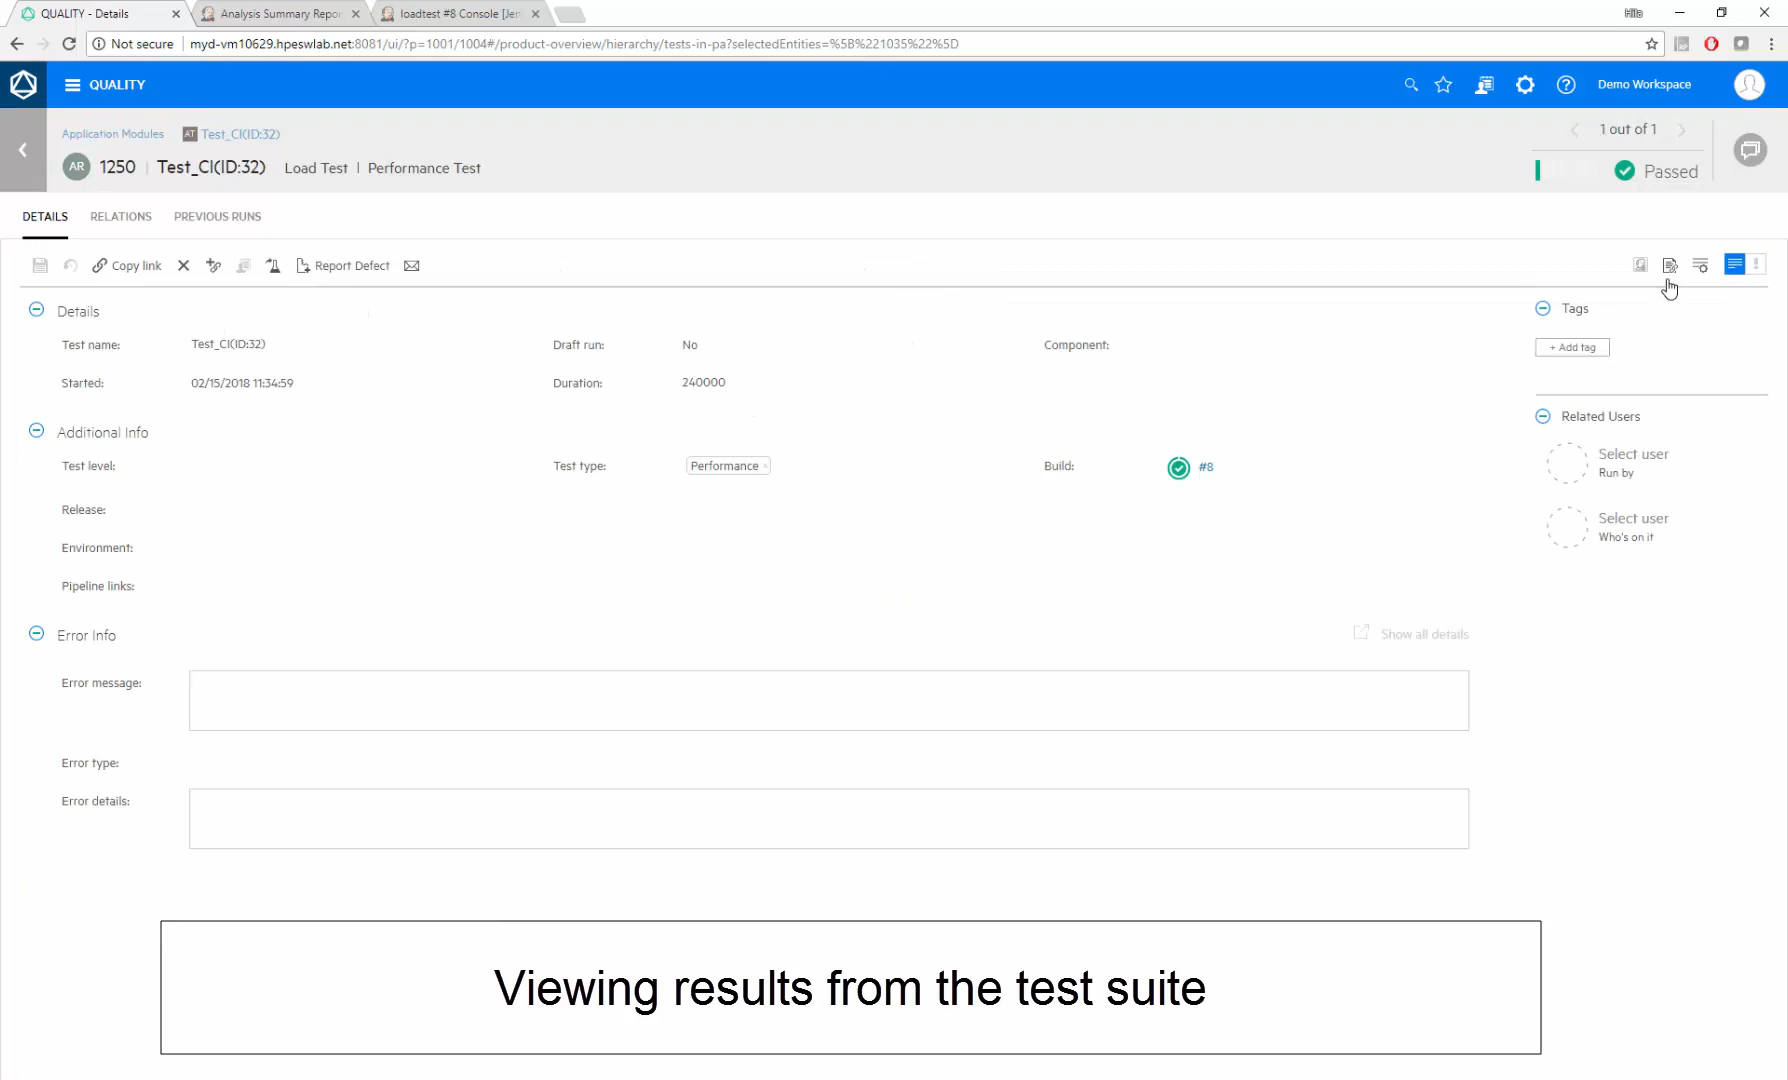 QUALITY - Details
Analysis Summary Repor
loadtest #8 Console [Jen
Hila
Not secure myd-vm10629.hpeswlab.net:8081/ui/?p=1001/1004#/product-overview/hierarchy/tests-in-pa?selectedEntities=%5B%221035%22%5D
QUALITY
Demo Workspace
Application Modules AT Test_CI(ID:32)
1 out of 1
AR 1250 Test_CI(ID:32) Load Test | Performance Test
Passed
DETAILS RELATIONS PREVIOUS RUNS
Copy link Report Defect
Details
Tags
Test name: Test_CI(ID:32) Draft run: No Component:
+ Add tag
Started: 02/15/2018 11:34:59 Duration: 240000
Related Users
Additional Info
Select user
Run by
Test level: Test type: Performance Build: #8
Release:
Select user
Who's on it
Environment:
Pipeline links:
Error Info
Show all details
Error message:
Error type:
Error details:
Viewing results from the test suite